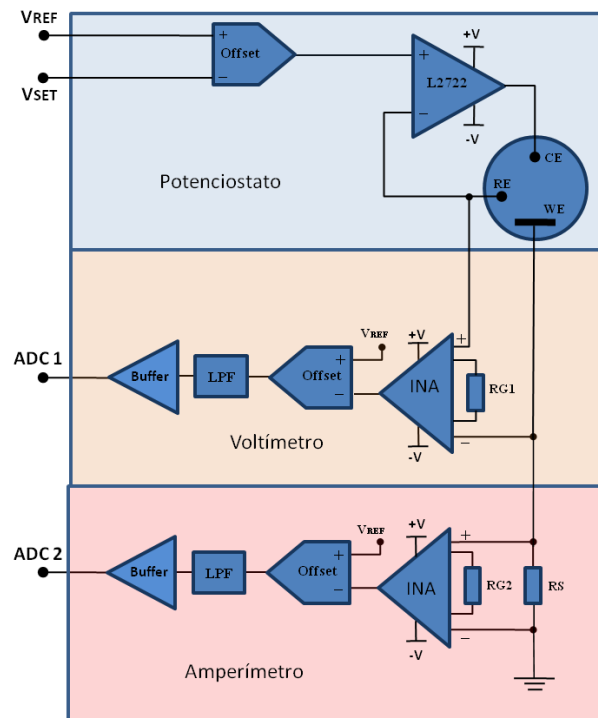 VREF
+
Offset
−
VSET
+V
+
L2722
−
-V
CE
RE
WE
Potenciostato
+V
+
VREF
ADC 1
Buffer
LPF
+
Offset
−
INA
RG1
−
-V
Voltímetro
+V
+
VREF
ADC 2
Buffer
LPF
+
Offset
−
INA
RG2
RS
−
-V
Amperímetro